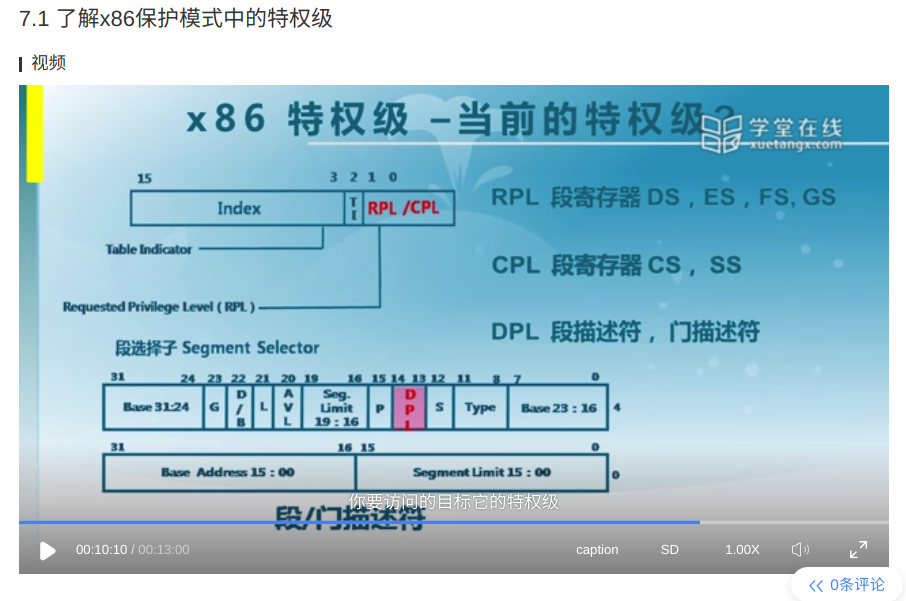 7.1 了解x86保护模式中的特权级
视频
x86 特权级 –当前的特权级?
学堂在线
xuetangx.com
15 3 2 1 0
Index TI RPL /CPL
Table Indicator
Requested Privilege Level ( RPL )
段选择子 Segment Selector
RPL 段寄存器 DS , ES , FS, GS
CPL 段寄存器 CS , SS
DPL 段描述符 , 门描述符
31 24 23 22 21 20 19 16 15 14 13 12 11 8 7 0
Base 31:24 G D/B L AVL Seg. Limit 19 : 16 P DPL S Type Base 23 : 16 4
31 16 15 0
Base Address 15 : 00 Segment Limit 15 : 00 0
你要访问的目标它的特权级
段/门描述符
00:10:10 / 00:13:00 caption SD 1.00X
0条评论